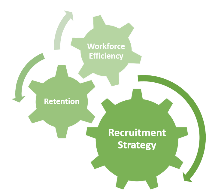 Workforce
Efficiency
Retention
Recruitment
Strategy